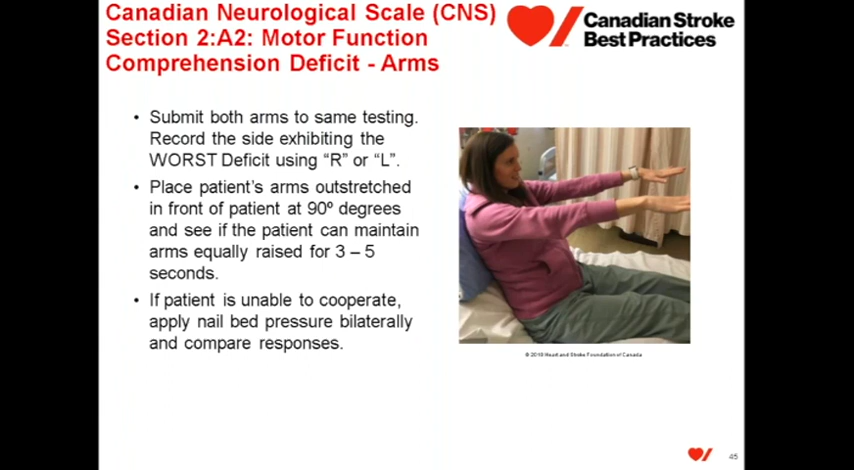 Canadian Neurological Scale (CNS)
Section 2:A2: Motor Function
Comprehension Deficit - Arms
Canadian Stroke
Best Practices
• Submit both arms to same testing.
Record the side exhibiting the
WORST Deficit using “R” or “L”.
• Place patient’s arms outstretched
in front of patient at 90º degrees
and see if the patient can maintain
arms equally raised for 3 – 5
seconds.
• If patient is unable to cooperate,
apply nail bed pressure bilaterally
and compare responses.
© 2019 Heart and Stroke Foundation of Canada
45